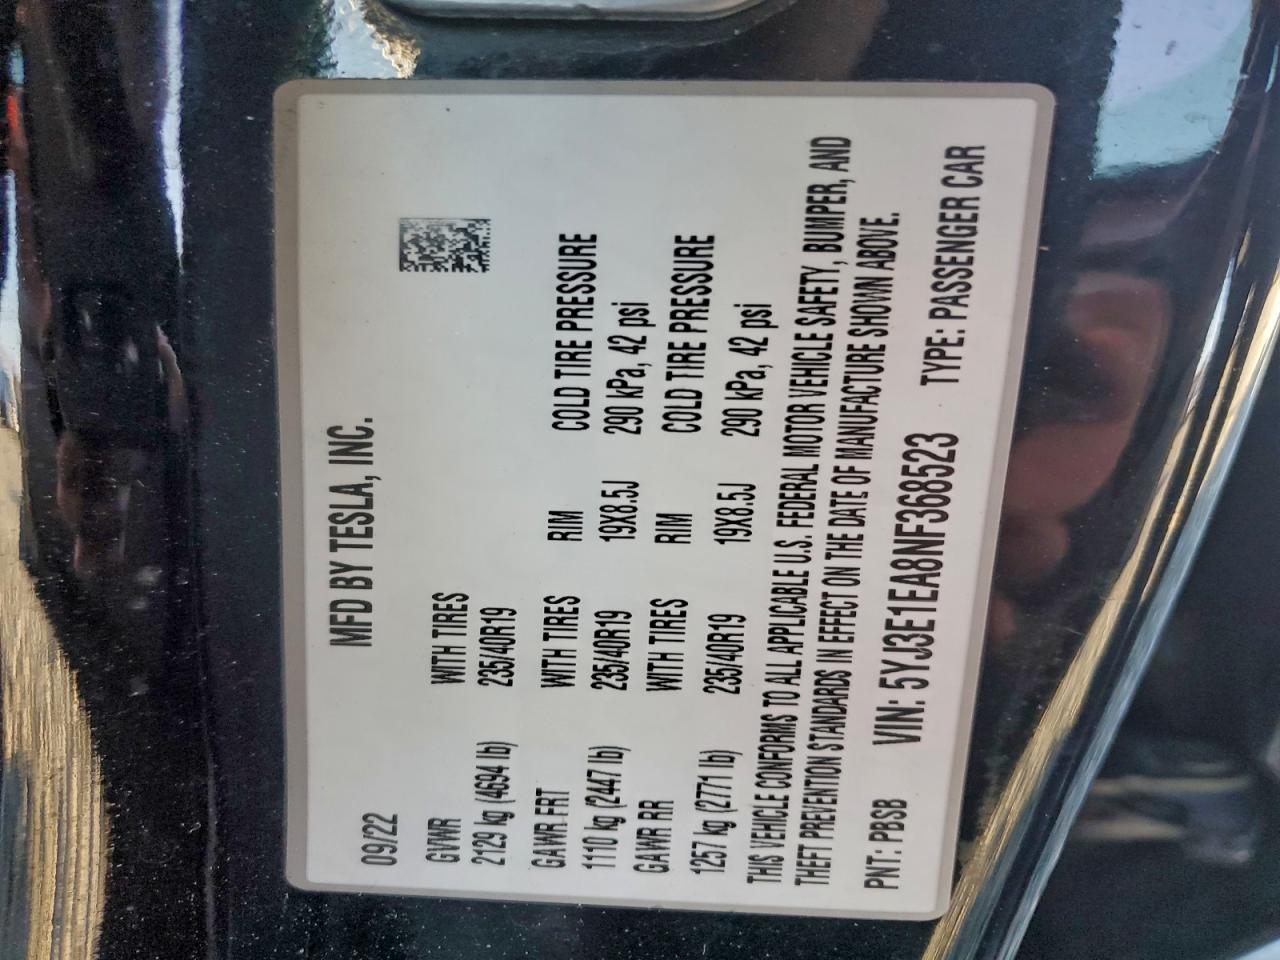 MFD BY TESLA, INC.
09/22
GVWR WITH TIRES
2129 kg (4694 lb) 235/40R19
GAWR FRT WITH TIRES RIM COLD TIRE PRESSURE
1110 kg (2447 lb) 235/40R19 19X8.5J 290 kPa, 42 psi
GAWR RR WITH TIRES RIM COLD TIRE PRESSURE
1257 kg (2771 lb) 235/40R19 19X8.5J 290 kPa, 42 psi
THIS VEHICLE CONFORMS TO ALL APPLICABLE U.S. FEDERAL MOTOR VEHICLE SAFETY, BUMPER, AND
THEFT PREVENTION STANDARDS IN EFFECT ON THE DATE OF MANUFACTURE SHOWN ABOVE.
PNT: PBSB VIN: 5YJ3E1EA8NF368523 TYPE: PASSENGER CAR